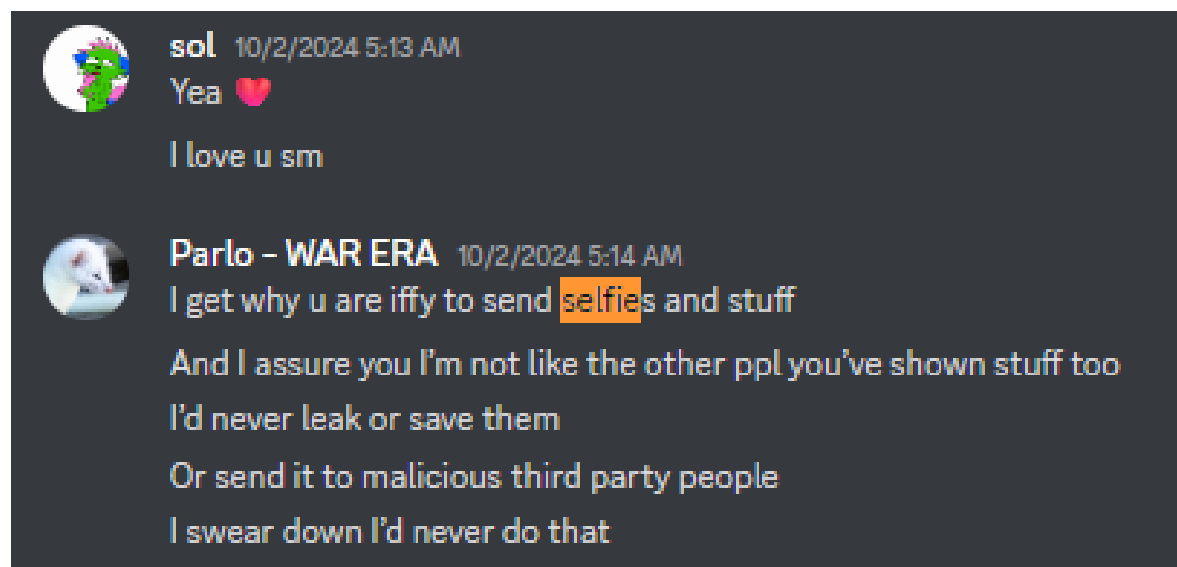 sol 10/2/2024 5:13 AM
Yea ❤️
I love u sm
Parlo - WAR ERA 10/2/2024 5:14 AM
I get why u are iffy to send selfies and stuff
And I assure you I'm not like the other ppl you've shown stuff too
I'd never leak or save them
Or send it to malicious third party people
I swear down I'd never do that